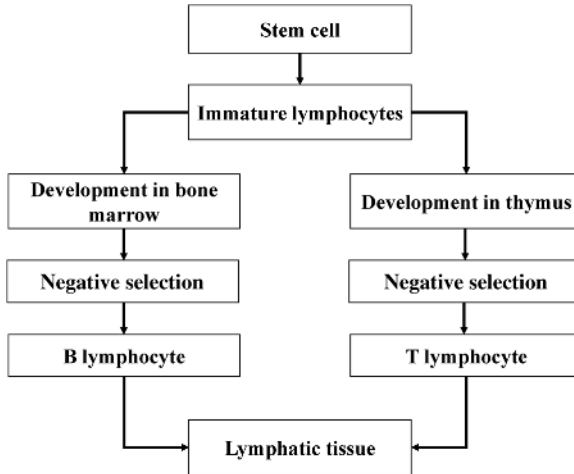 Stem cell
Immature lymphocytes
Development in bone
marrow
Development in thymus
Negative selection
Negative selection
B lymphocyte
T lymphocyte
Lymphatic tissue